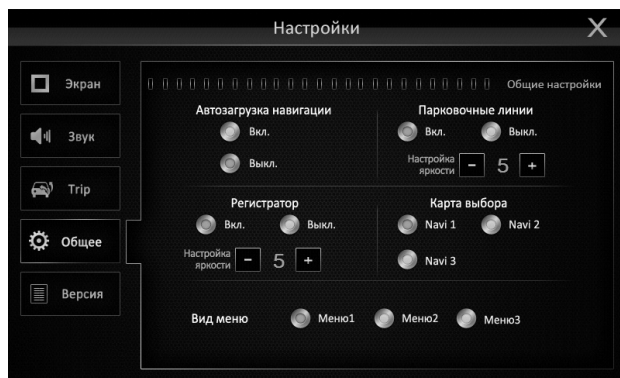 Настройки X
Экран
Звук
Trip
Общее
Версия
Общие настройки
Автозагрузка навигации
Вкл.
Выкл.
Парковочные линии
Вкл. Выкл.
Настройка
яркости - 5 +
Регистратор
Вкл. Выкл.
Настройка
яркости - 5 +
Карта выбора
Navi 1 Navi 2
Navi 3
Вид меню Меню1 Меню2 Меню3